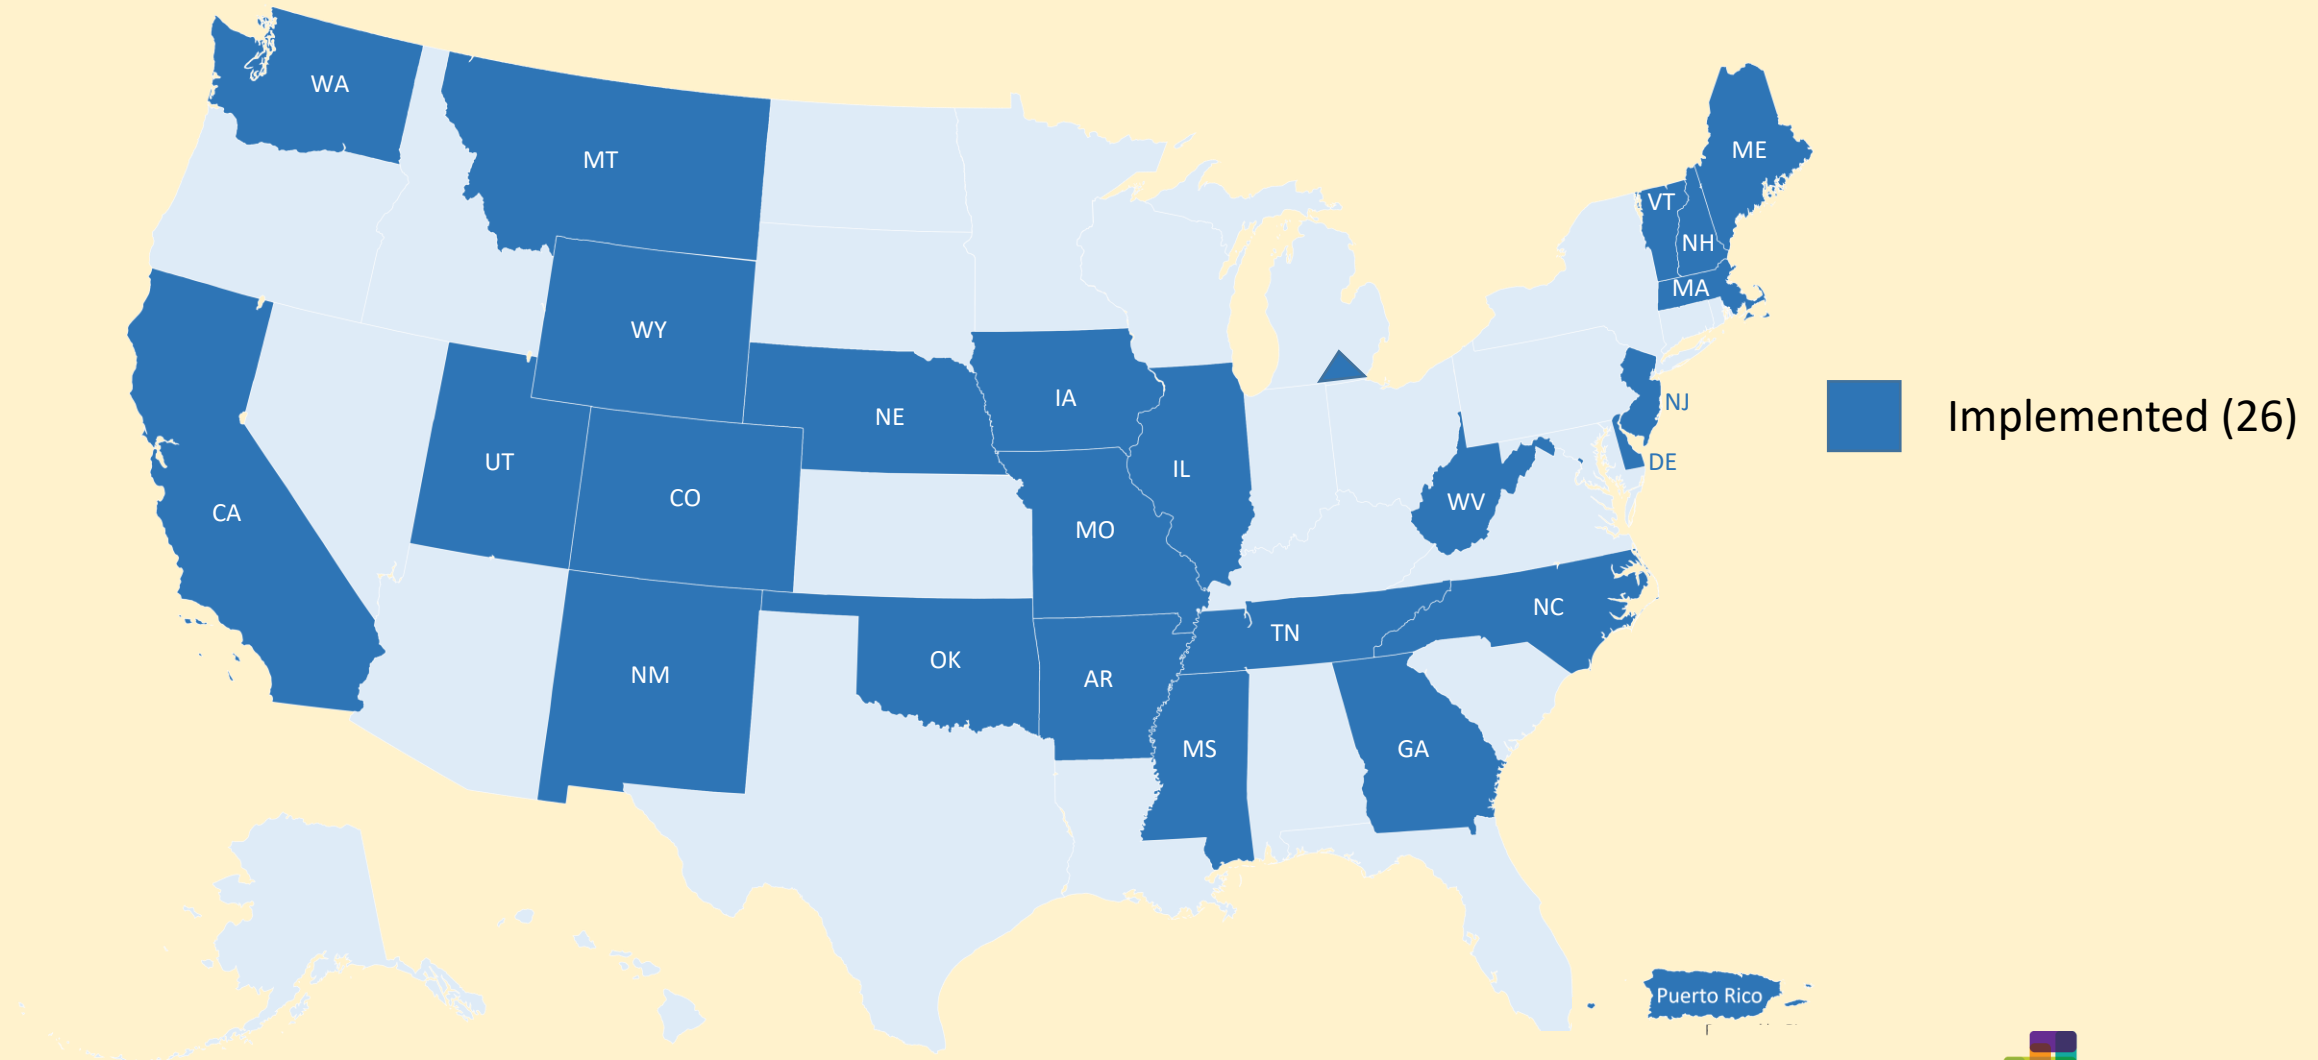 WA
MT
ME
VT
NH
MA
WY
IA
NE
NJ
IL
UT
DE
CO
WV
CA
MO
NC
TN
OK
NM
AR
MS
GA
Implemented (26)
Puerto Rico